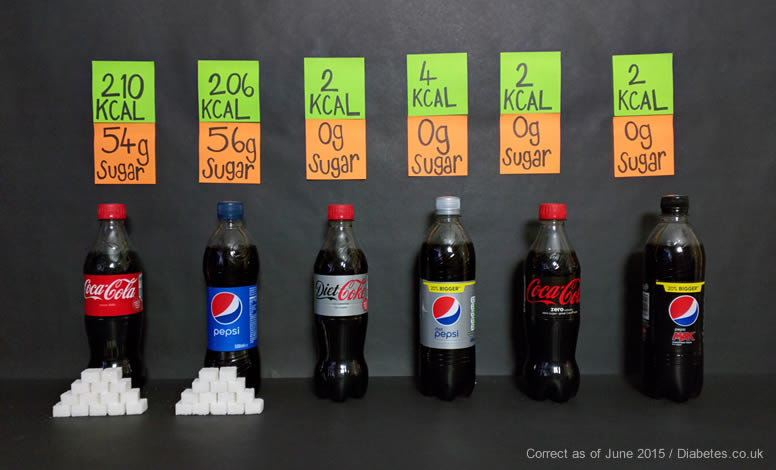 210
KCAL
54g
Sugar
206
KCAL
56g
Sugar
2
KCAL
0g
Sugar
4
KCAL
0g
Sugar
2
KCAL
0g
Sugar
2
KCAL
0g
Sugar
Coca-Cola
pepsi
Diet Coke
20% BIGGER
diet
pepsi
Coca-Cola
zero
20% BIGGER
pepsi
MAX
Correct as of June 2015 / Diabetes.co.uk